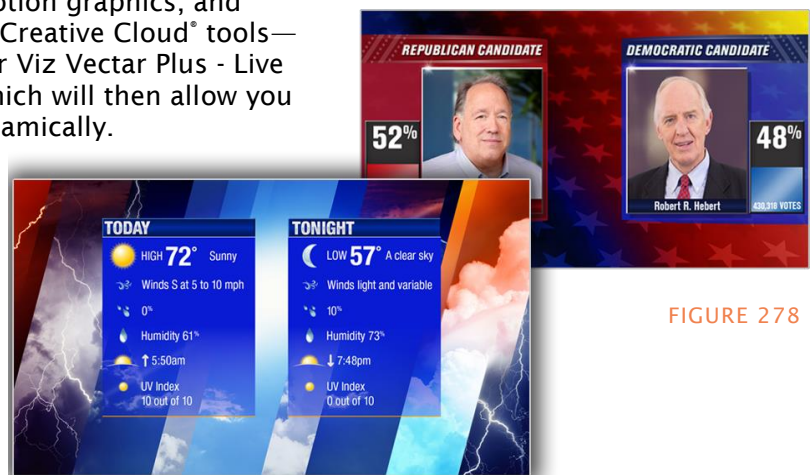 otion graphics, and
Creative Cloud® tools—
r Viz Vectar Plus - Live
hich will then allow you
amically.
REPUBLICAN CANDIDATE
52%
DEMOCRATIC CANDIDATE
48%
Robert R. Hebert
430,318 VOTES
TODAY
HIGH 72° Sunny
Winds S at 5 to 10 mph
0%
Humidity 61%
↑ 5:50am
UV Index
10 out of 10
TONIGHT
LOW 57° A clear sky
Winds light and variable
10%
Humidity 73%
↓ 7:48pm
UV Index
0 out of 10
FIGURE 278